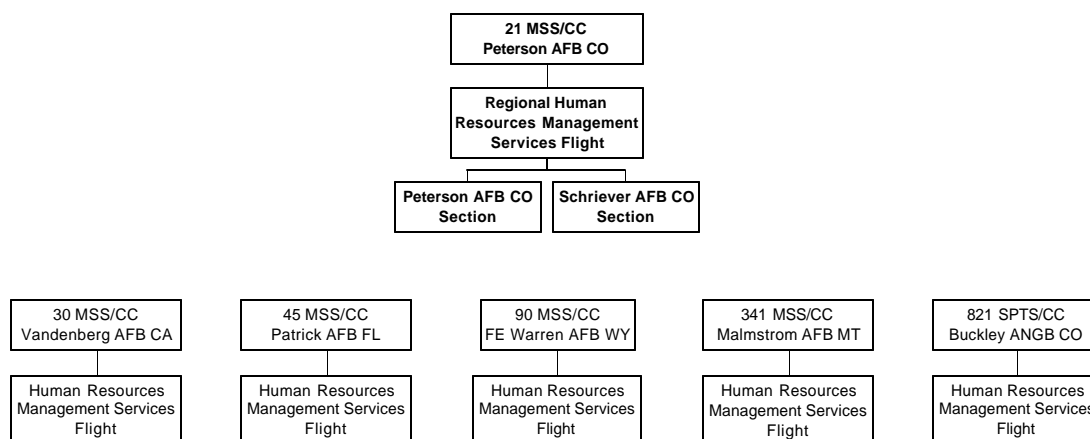 21 MSS/CC
Peterson AFB CO
Regional Human
Resources Management
Services Flight
Peterson AFB CO
Section
Schriever AFB CO
Section
30 MSS/CC
Vandenberg AFB CA
45 MSS/CC
Patrick AFB FL
90 MSS/CC
FE Warren AFB WY
341 MSS/CC
Malmstrom AFB MT
821 SPTS/CC
Buckley ANGB CO
Human Resources
Management Services
Flight
Human Resources
Management Services
Flight
Human Resources
Management Services
Flight
Human Resources
Management Services
Flight
Human Resources
Management Services
Flight